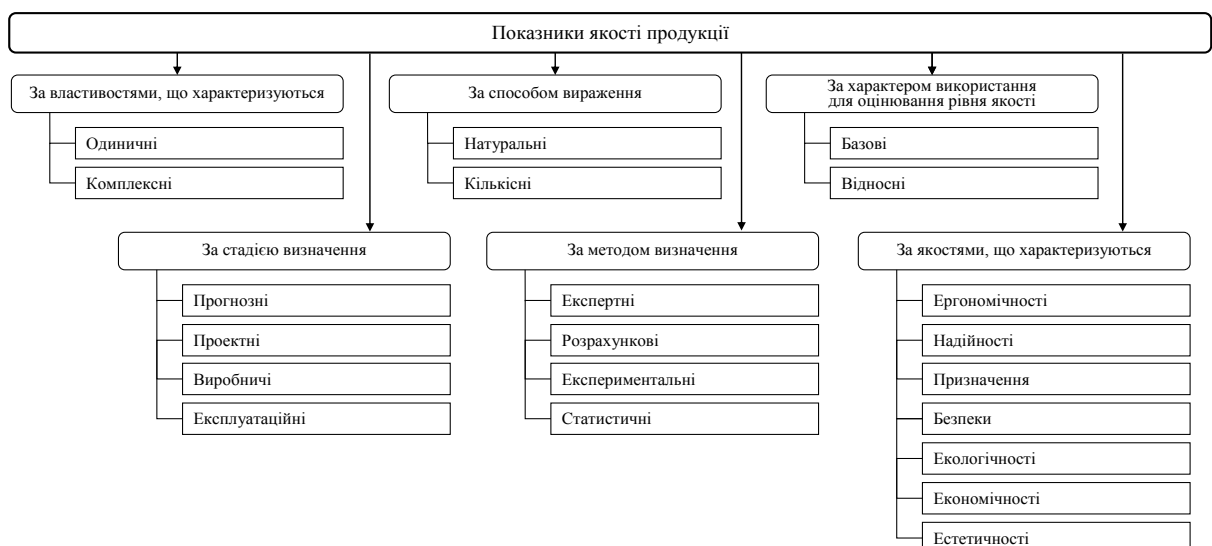 Показники якості продукції
За властивостями, що характеризуються
Одиничні
Комплексні
За способом вираження
Натуральні
Кількісні
За характером використання
для оцінювання рівня якості
Базові
Відносні
За стадією визначення
Прогнозні
Проектні
Виробничі
Експлуатаційні
За методом визначення
Експертні
Розрахункові
Експериментальні
Статистичні
За якостями, що характеризуються
Ергономічності
Надійності
Призначення
Безпеки
Екологічності
Економічності
Естетичності